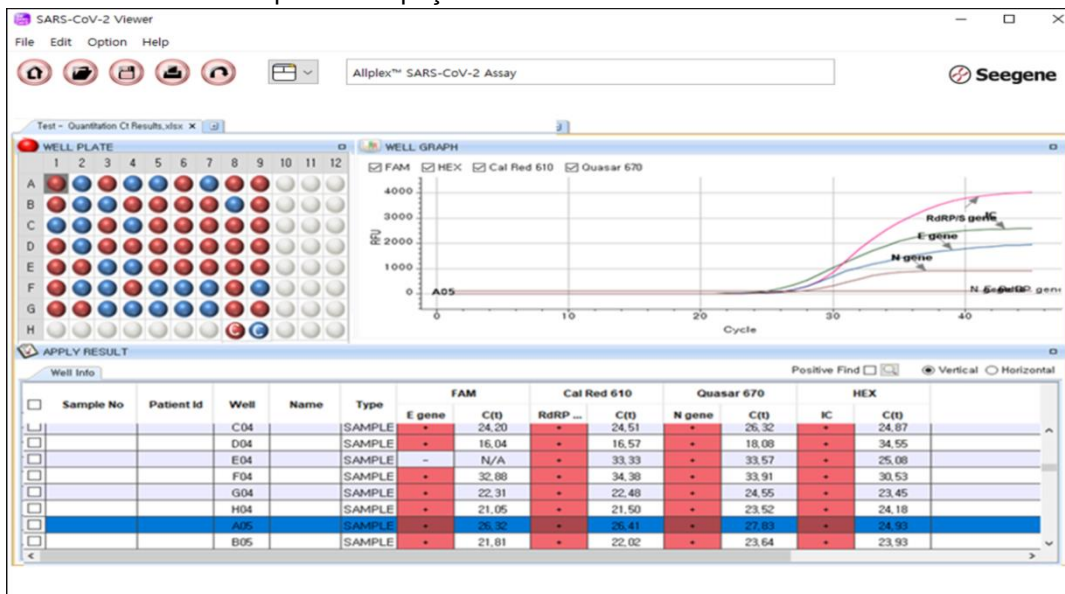 SARS-CoV-2 Viewer
File Edit Option Help
Allplex™ SARS-CoV-2 Assay
Seegene
Test - Quantitation Ct Results.xlsx
WELL PLATE
WELL GRAPH
1 2 3 4 5 6 7 8 9 10 11 12
FAM HEX Cal Red 610 Quasar 670
A
B
C
D
E
F
G
H C C
RFU
4000
3000
2000
1000
0
A05
RdRP/S gene
IC
E gene
N gene
0 10 20 30 40
Cycle
APPLY RESULT
Well Info
Positive Find Vertical Horizontal
FAM Cal Red 610 Quasar 670 HEX
Sample No Patient Id Well Name Type E gene C(t) RdRP ... C(t) N gene C(t) IC C(t)
C04 SAMPLE + 24,20 + 24,51 + 26,32 + 24,87
D04 SAMPLE + 16,04 + 16,57 + 18,08 + 34,55
E04 SAMPLE - N/A + 33,33 + 33,57 + 25,08
F04 SAMPLE + 32,88 + 34,38 + 33,91 + 30,53
G04 SAMPLE + 22,31 + 22,48 + 24,55 + 23,45
H04 SAMPLE + 21,05 + 21,50 + 23,52 + 24,18
A05 SAMPLE + 26,32 + 26,41 + 27,83 + 24,93
B05 SAMPLE + 21,81 + 22,02 + 23,64 + 23,93